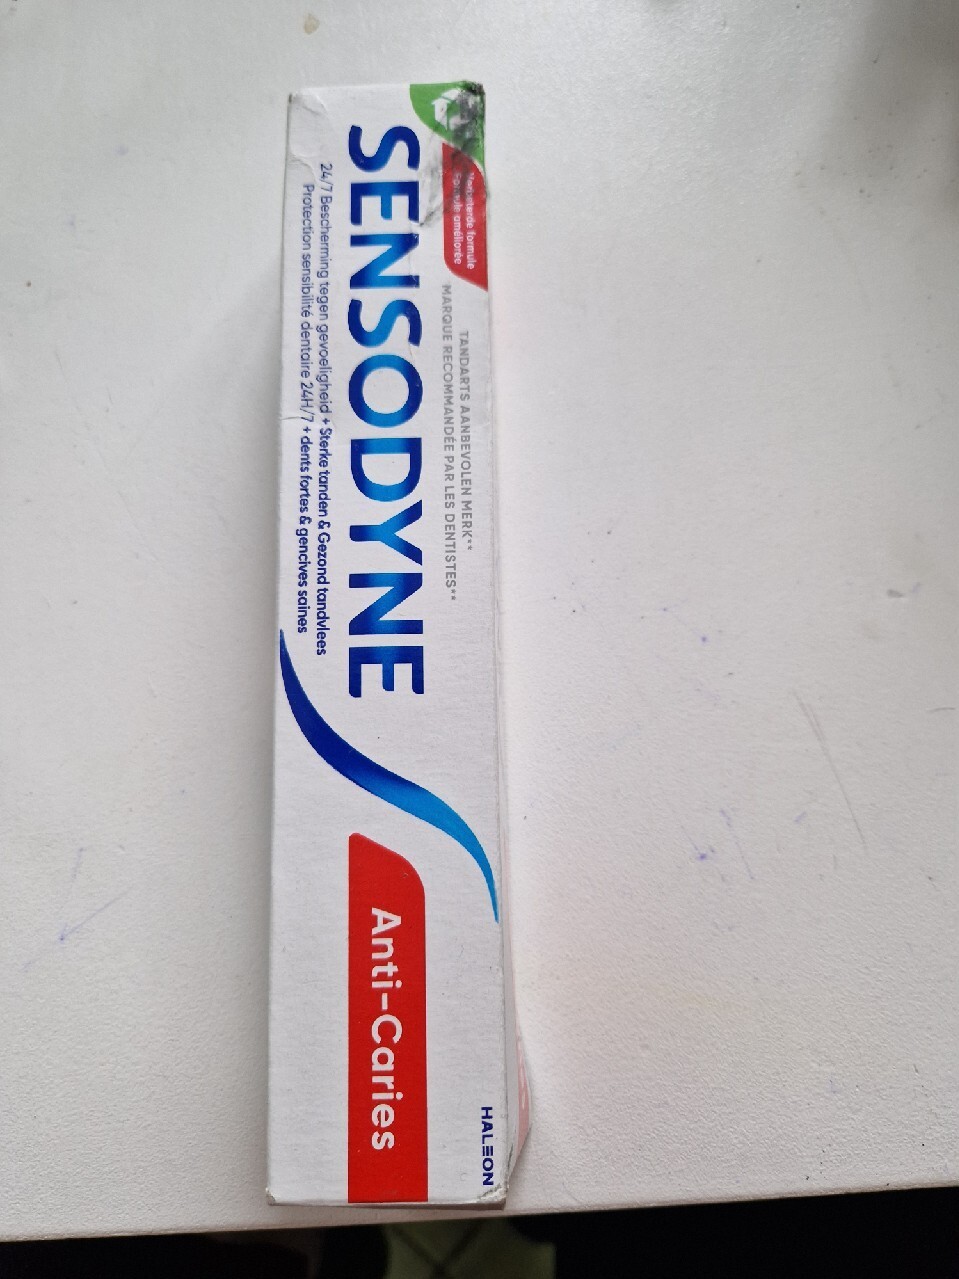 Verbeterde formule
Formule améliorée
TANDARTS AANBEVOLEN MERK**
MARQUE RECOMMANDÉE PAR LES DENTISTES**
SENSODYNE
24/7 Bescherming tegen gevoeligheid + Sterke tanden & Gezond tandvlees
Protection sensibilité dentaire 24H/7 + dents fortes & gencives saines
Anti-Caries
HALEON